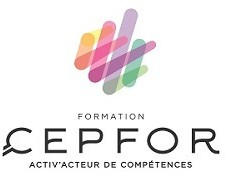 FORMATION
CEPFOR
ACTIV'ACTEUR DE COMPÉTENCES